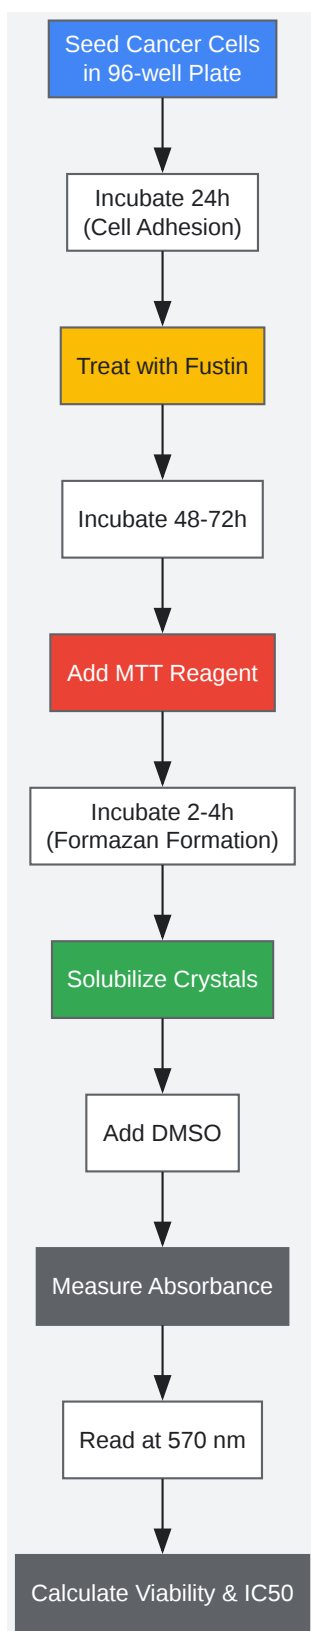 Seed Cancer Cells
in 96-well Plate
Incubate 24h
(Cell Adhesion)
Treat with Fustin
Incubate 48-72h
Add MTT Reagent
Incubate 2-4h
(Formazan Formation)
Solubilize Crystals
Add DMSO
Measure Absorbance
Read at 570 nm
Calculate Viability & IC50